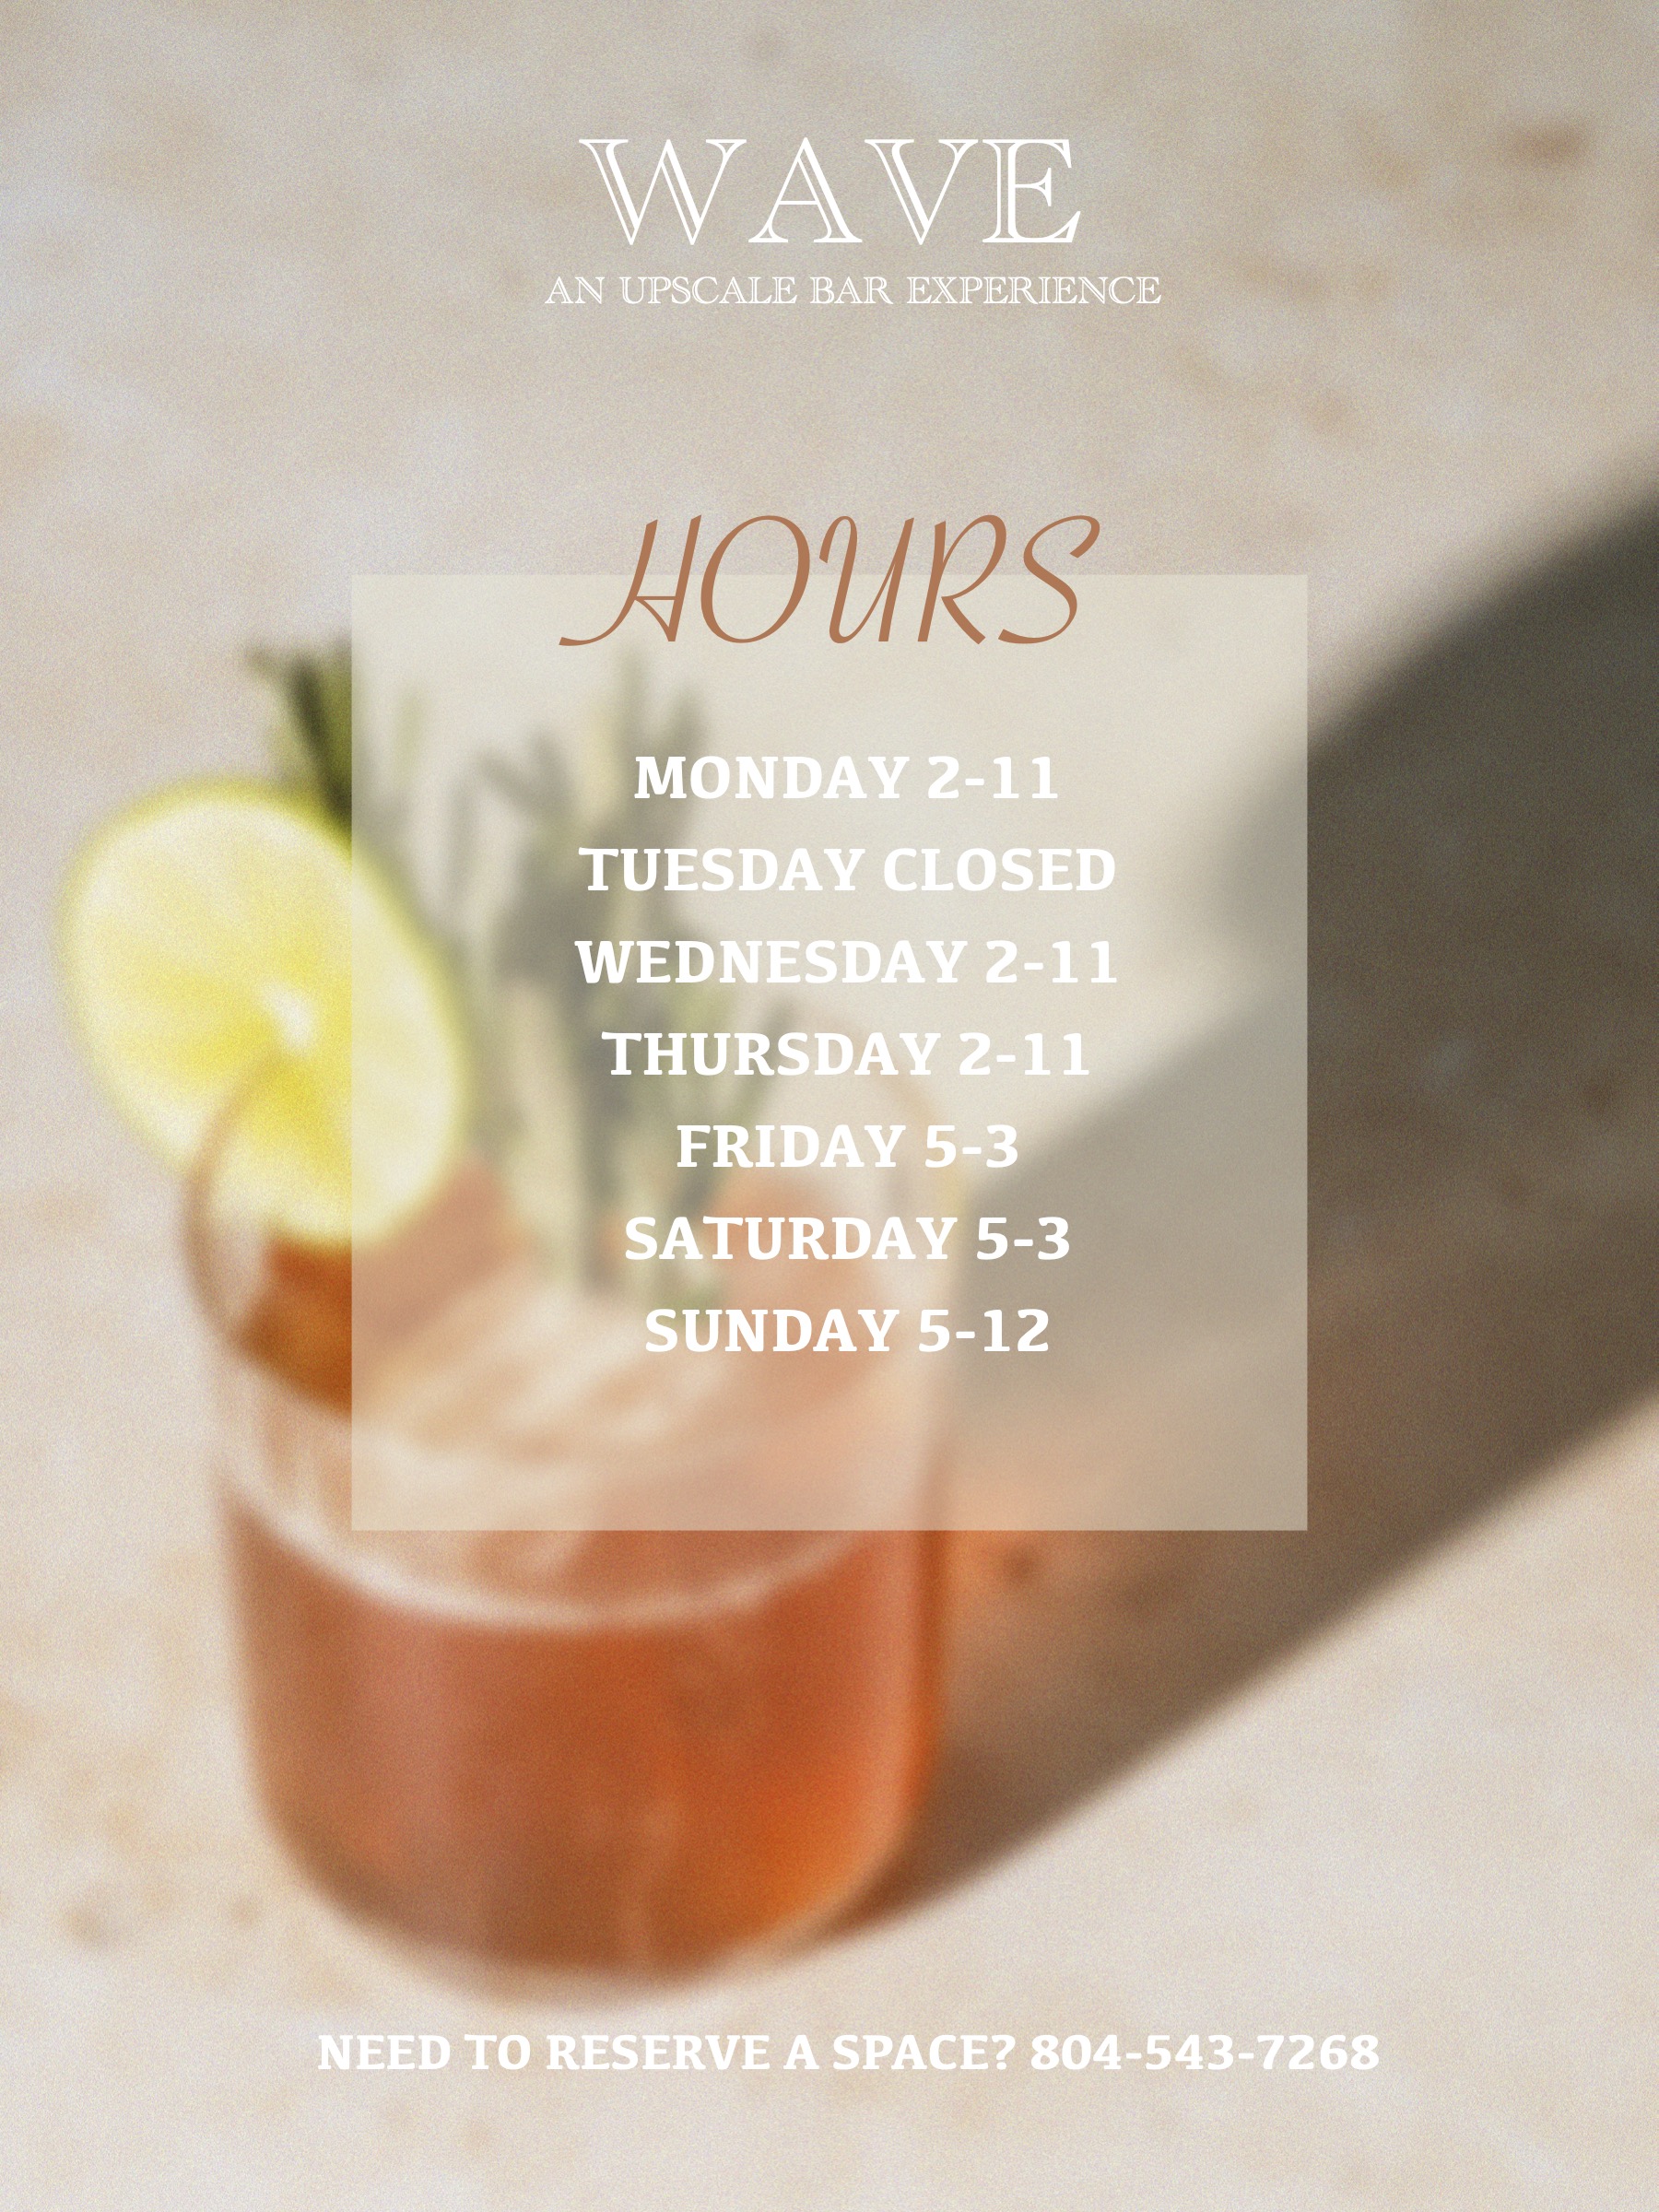 WAVE
AN UPSCALE BAR EXPERIENCE
HOURS
MONDAY 2-11
TUESDAY CLOSED
WEDNESDAY 2-11
THURSDAY 2-11
FRIDAY 5-3
SATURDAY 5-3
SUNDAY 5-12
NEED TO RESERVE A SPACE? 804-543-7268